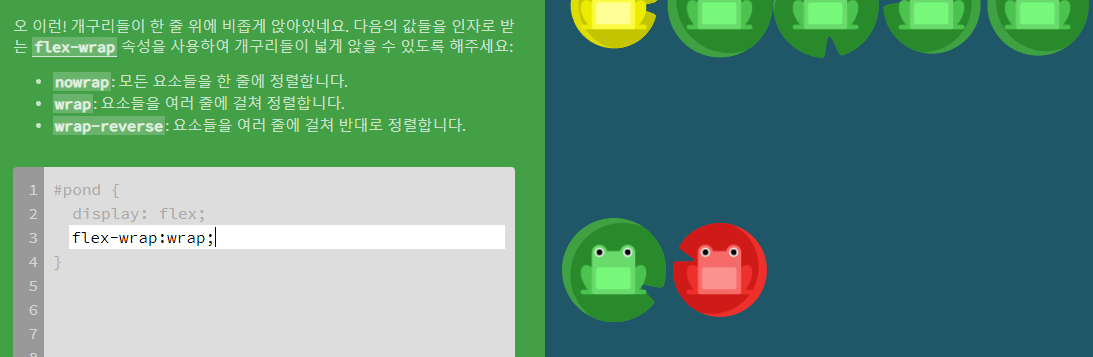 오 이런! 개구리들이 한 줄 위에 비좁게 앉아있네요. 다음의 값들을 인자로 받
는 flex-wrap 속성을 사용하여 개구리들이 넓게 앉을 수 있도록 해주세요:
• nowrap: 모든 요소들을 한 줄에 정렬합니다.
• wrap: 요소들을 여러 줄에 걸쳐 정렬합니다.
• wrap-reverse: 요소들을 여러 줄에 걸쳐 반대로 정렬합니다.
1 #pond {
2 display: flex;
3 flex-wrap:wrap;
4 }
5
6
7
8